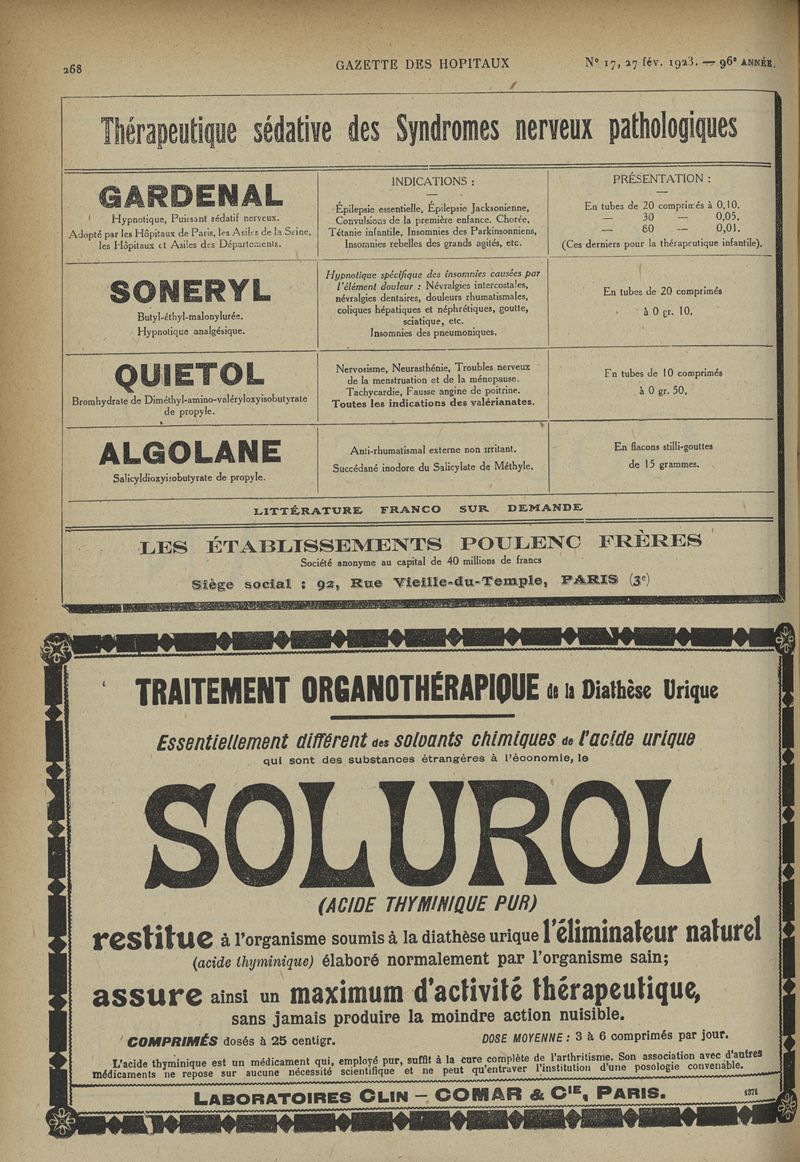 268
GAZETTE DES HOPITAUX
N° 17, 27 fév. 1923. — 96e ANNÉE.
Thérapeutique sédative des Syndromes nerveux pathologiques
GARDENAL
Hypnotique, Puissant sédatif nerveux.
Adopté par les Hôpitaux de Paris, les Asiles de la Seine,
les Hôpitaux et Asiles des Départements.
INDICATIONS :
Épilepsie essentielle, Épilepsie Jacksonienne,
Convulsions de la première enfance. Chorée,
Tétanie infantile, Insomnies des Parkinsonniens,
Insomnies rebelles des grands agités, etc.
PRÉSENTATION :
En tubes de 20 comprimés à 0,10.
— 30 — 0,05.
— 60 — 0,01.
(Ces derniers pour la thérapeutique infantile).
SONERYL
Butyl-éthyl-malonylurée.
Hypnotique analgésique.
Hypnotique spécifique des insomnies causées par
l'élément douleur : Névralgies intercostales,
névralgies dentaires, douleurs rhumatismales,
coliques hépatiques et néphrétiques, goutte,
sciatique, etc.
Insomnies des pneumoniques.
En tubes de 20 comprimés
à 0 gr. 10.
QUIETOL
Bromhydrate de Diméthyl-amino-valéryloxyisobutyrate
de propyle.
Nervosisme, Neurasthénie, Troubles nerveux
de la menstruation et de la ménopause.
Tachycardie, Fausse angine de poitrine.
Toutes les indications des valérianates.
En tubes de 10 comprimés
à 0 gr. 50.
ALGOLANE
Salicyldioxyisobutyrate de propyle.
Anti-rhumatismal externe non irritant.
Succédané inodore du Salicylate de Méthyle.
En flacons stilli-gouttes
de 15 grammes.
LITTÉRATURE FRANCO SUR DEMANDE
LES ÉTABLISSEMENTS POULENC FRÈRES
Société anonyme au capital de 40 millions de francs
Siège social : 92, Rue Vieille-du-Temple, PARIS (3e)
TRAITEMENT ORGANOTHÉRAPIQUE de la Diathèse Urique
Essentiellement différent des solvants chimiques de l'acide urique
qui sont des substances étrangères à l'économie, le
SOLUROL
(ACIDE THYMINIQUE PUR)
restitue à l'organisme soumis à la diathèse urique l'éliminateur naturel
(acide thyminique) élaboré normalement par l'organisme sain;
assure ainsi un maximum d'activité thérapeutique,
sans jamais produire la moindre action nuisible.
COMPRIMÉS dosés à 25 centigr.
DOSE MOYENNE : 3 à 6 comprimés par jour.
L'acide thyminique est un médicament qui, employé pur, suffit à la cure complète de l'arthritisme. Son association avec d'autres
médicaments ne repose sur aucune nécessité scientifique et ne peut qu'entraver l'institution d'une posologie convenable.
LABORATOIRES CLIN — COMAR & CIE, PARIS.
1371